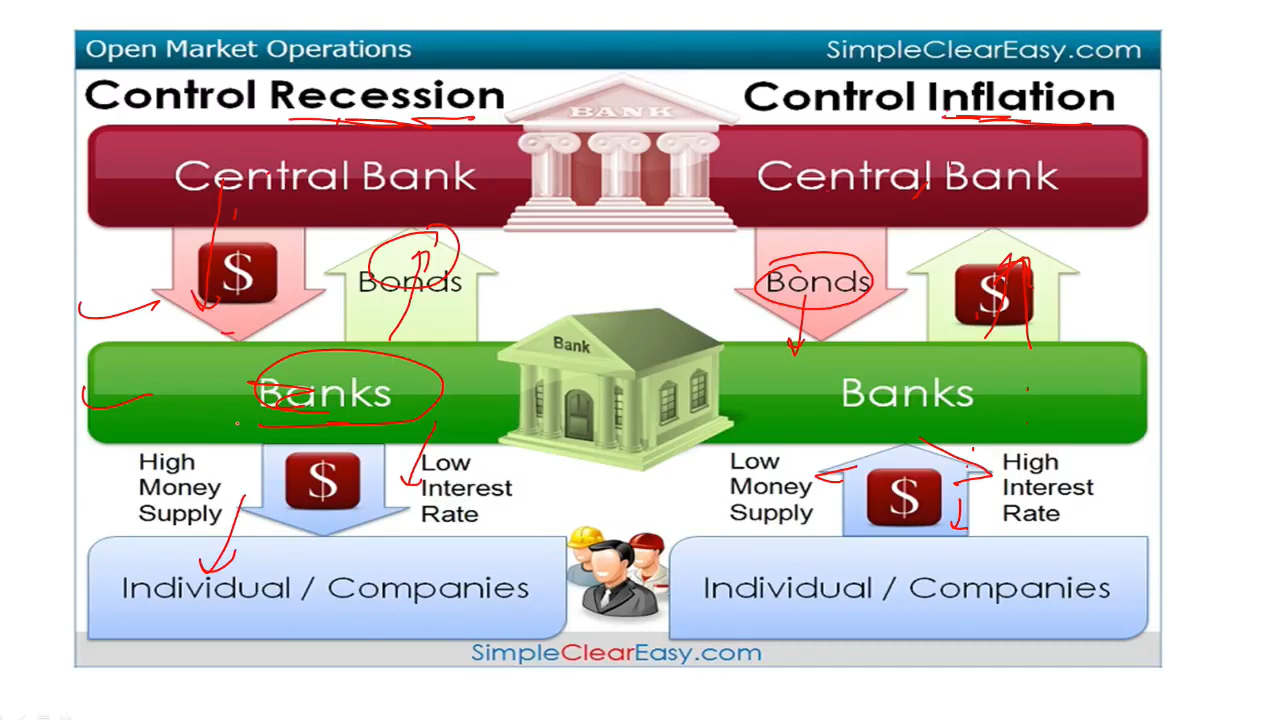 Open Market Operations
SimpleClearEasy.com
Control Recession
Control Inflation
BANK
Central Bank
Central Bank
$
Bonds
Bonds
$
Bank
Banks
Banks
High
Money
Supply
$
Low
Interest
Rate
Low
Money
Supply
$
High
Interest
Rate
Individual / Companies
Individual / Companies
SimpleClearEasy.com